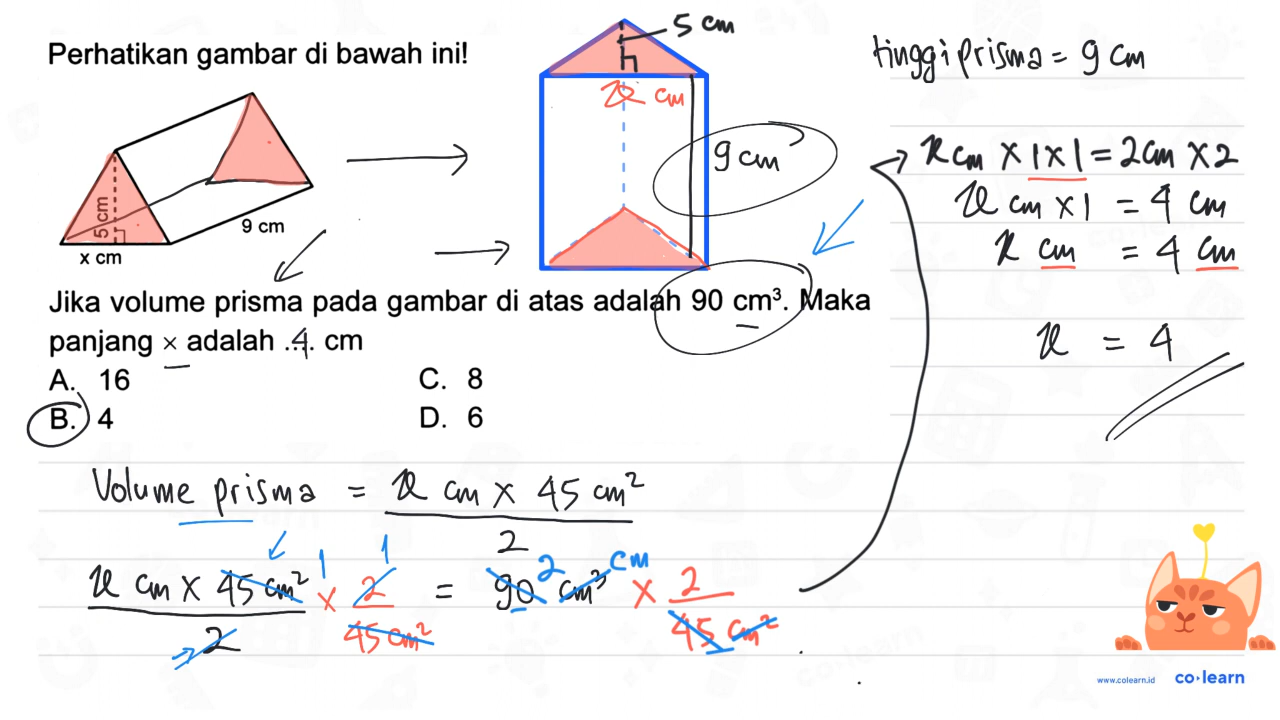 Perhatikan gambar di bawah ini!
5 cm
x cm
9 cm
5 cm
x cm
9 cm
Jika volume prisma pada gambar di atas adalah 90 cm³. Maka
panjang x adalah .4. cm
A. 16
C. 8
B. 4
D. 6
Volume prisma = x cm × 45 cm²
2
x cm × 45 cm² × 2 = 90 cm³ × 2
2 45 cm² 45 cm²
1 1 2 cm
tinggi prisma = 9 cm
x cm × 1 × 1 = 2 cm × 2
x cm × 1 = 4 cm
x cm = 4 cm
x = 4
www.colearn.id
co·learn